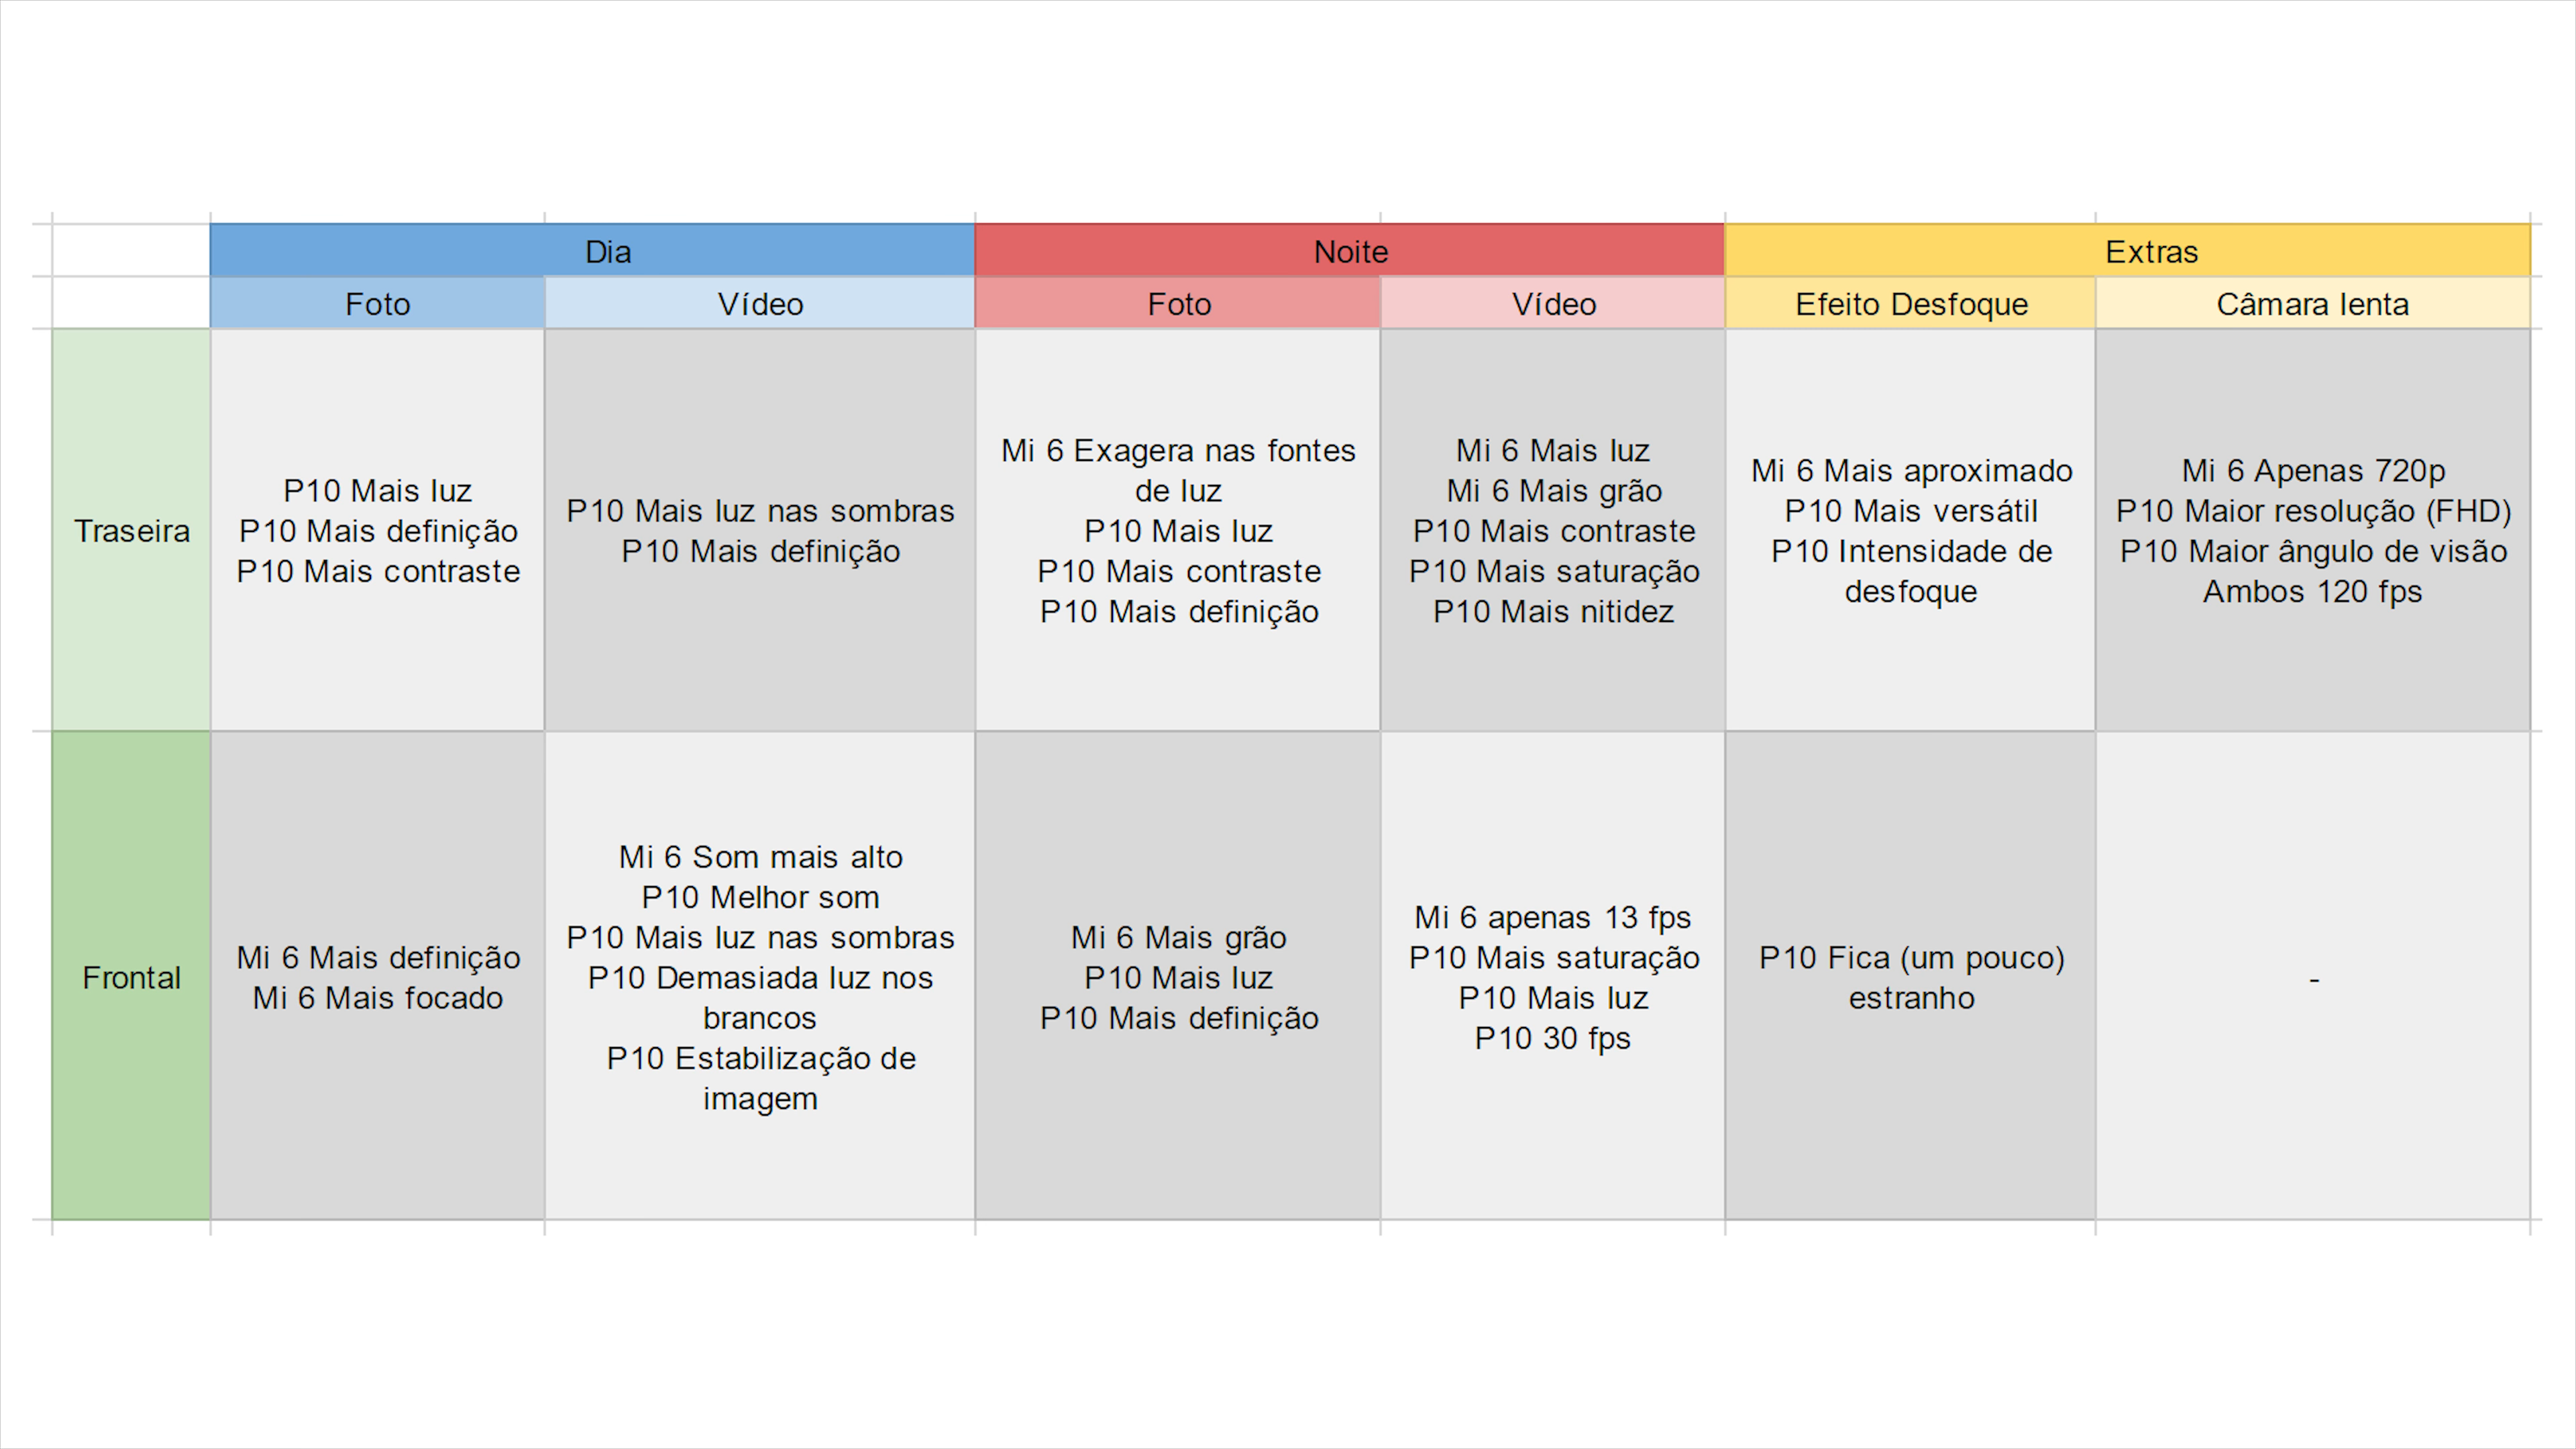 Dia
Noite
Extras
Foto
Vídeo
Foto
Vídeo
Efeito Desfoque
Câmara lenta
Traseira
P10 Mais luz
P10 Mais definição
P10 Mais contraste
P10 Mais luz nas sombras
P10 Mais definição
Mi 6 Exagera nas fontes
de luz
P10 Mais luz
P10 Mais contraste
P10 Mais definição
Mi 6 Mais luz
Mi 6 Mais grão
P10 Mais contraste
P10 Mais saturação
P10 Mais nitidez
Mi 6 Mais aproximado
P10 Mais versátil
P10 Intensidade de
desfoque
Mi 6 Apenas 720p
P10 Maior resolução (FHD)
P10 Maior ângulo de visão
Ambos 120 fps
Frontal
Mi 6 Mais definição
Mi 6 Mais focado
Mi 6 Som mais alto
P10 Melhor som
P10 Mais luz nas sombras
P10 Demasiada luz nos
brancos
P10 Estabilização de
imagem
Mi 6 Mais grão
P10 Mais luz
P10 Mais definição
Mi 6 apenas 13 fps
P10 Mais saturação
P10 Mais luz
P10 30 fps
P10 Fica (um pouco)
estranho
-